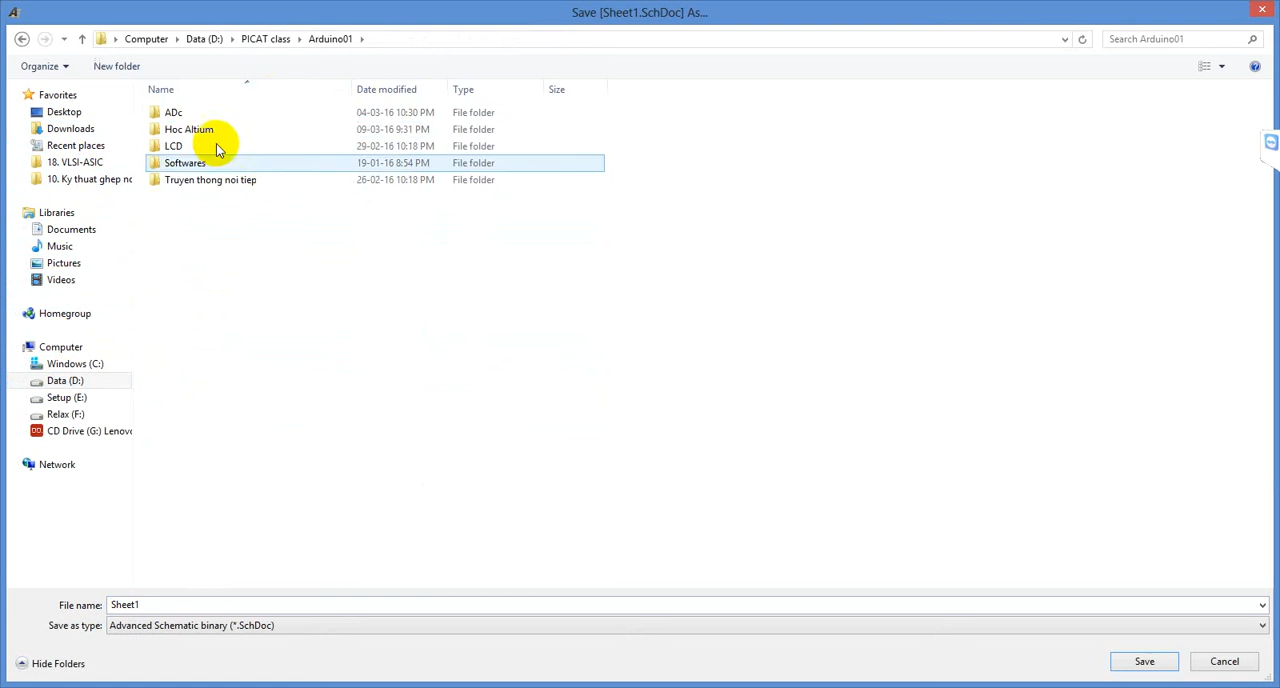 Save [Sheet1.SchDoc] As...
Computer Data (D:) PICAT class Arduino01
Search Arduino01
Organize New folder
Name Date modified Type Size
Favorites
Desktop
Downloads
Recent places
18. VLSI-ASIC
10. Ky thuat ghep nc
Libraries
Documents
Music
Pictures
Videos
Homegroup
Computer
Windows (C:)
Data (D:)
Setup (E:)
Relax (F:)
CD Drive (G:) Lenovo
Network
ADc 04-03-16 10:30 PM File folder
Hoc Altium 09-03-16 9:31 PM File folder
LCD 29-02-16 10:18 PM File folder
Softwares 19-01-16 8:54 PM File folder
Truyen thong noi tiep 26-02-16 10:18 PM File folder
File name: Sheet1
Save as type: Advanced Schematic binary (*.SchDoc)
Hide Folders
Save Cancel